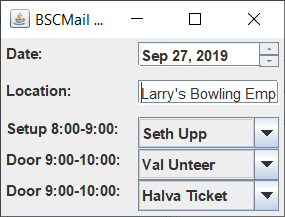 BSCMail ...
Date: Sep 27, 2019
Location: Larry's Bowling Emp
Setup 8:00-9:00: Seth Upp
Door 9:00-10:00: Val Unteer
Door 9:00-10:00: Halva Ticket